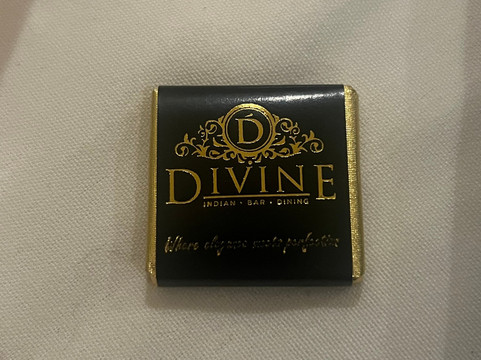 D
DIVINE
INDIAN • BAR • DINING
Where elegance meets perfection